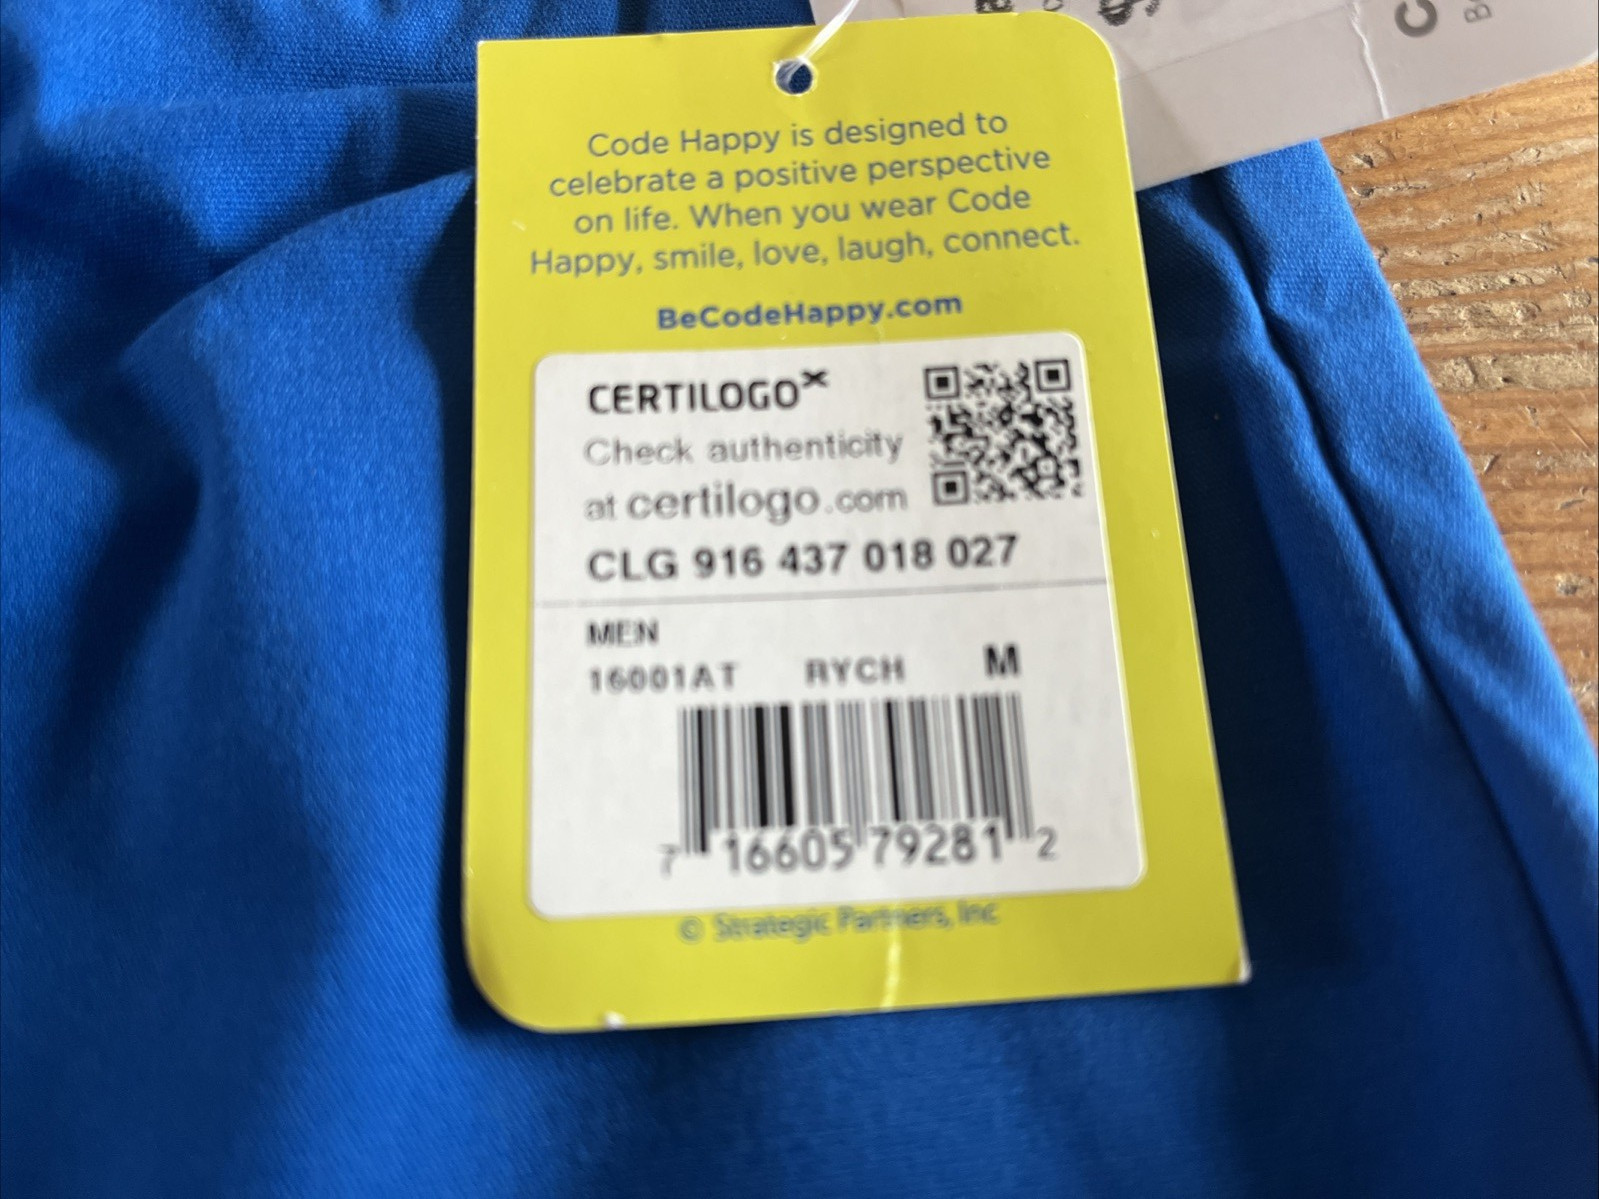 Code Happy is designed to
celebrate a positive perspective
on life. When you wear Code
Happy, smile, love, laugh, connect.
BeCodeHappy.com
CERTILOGO
Check authenticity
at certilogo.com
CLG 916 437 018 027
MEN
16001AT RYCH M
7 16605 79281 2
© Strategic Partners, Inc